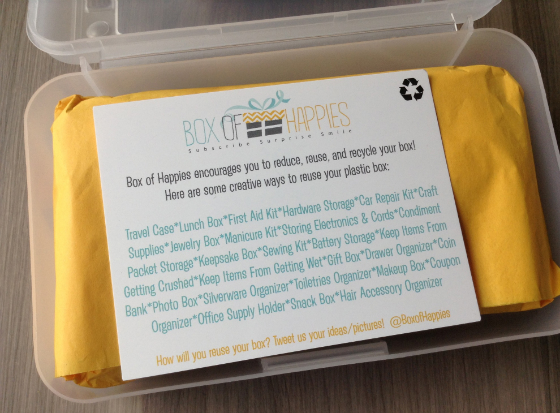 BOX OF HAPPIES
Subscribe Surprise Smile
Box of Happies encourages you to reduce, reuse, and recycle your box!
Here are some creative ways to reuse your plastic box:
Travel Case*Lunch Box*First Aid Kit*Hardware Storage*Car Repair Kit*Craft
Supplies*Jewelry Box*Manicure Kit*Storing Electronics & Cords*Condiment
Packet Storage*Keepsake Box*Sewing Kit*Battery Storage*Keep Items From
Getting Crushed*Keep Items From Getting Wet*Gift Box*Drawer Organizer*Coin
Bank*Photo Box*Silverware Organizer*Toiletries Organizer*Makeup Box*Coupon
Organizer*Office Supply Holder*Snack Box*Hair Accessory Organizer
How will you reuse your box? Tweet us your ideas/pictures! @BoxofHappies